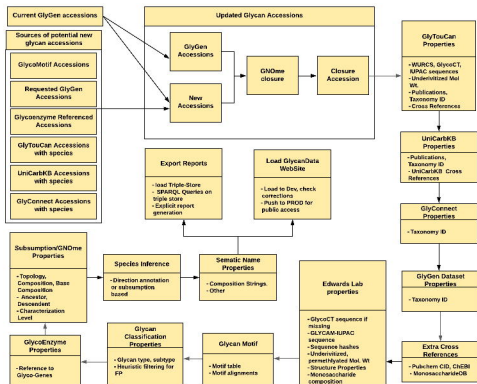 Current GlyGen accessions
Sources of potential new
glycan accessions
GlycoMotif Accessions
Requested GlyGen
Accessions
Glycoenzyme Referenced
Accessions
GlyTouCan Accessions
with species
UniCarbKB Accessions
with species
GlyConnect Accessions
with species
Updated Glycan Accessions
GlyGen
Accessions
New
Accessions
GNOme
closure
Closure
Accession
GlyTouCan
Properties
- WURCS, GlycoCT,
IUPAC sequences
- Underivitized Mol
Wt.
- Publications,
Taxonomy ID
- Cross References
UniCarbKB
Properties
- Publications,
Taxonomy ID
- UniCarbKB Cross
References
GlyConnect
Properties
- Taxonomy ID
GlyGen Dataset
Properties
- Taxonomy ID
Extra Cross
References
- Pubchem CID, ChEBI
- MonosaccharideDB
Edwards Lab
properties
- GlycoCT sequence if
missing
- GLYCAM-IUPAC
sequence
- Sequence hashes
- Underivitized,
permethlyated Mol. Wt
- Structure Properties
- Monosaccharide
composition
Glycan Motif
- Motif table
- Motif alignments
Glycan
Classification
Properties
- Glycan type, subtype
- Heuristic filtering for
FP
GlycoEnzyme
Properties
- Reference to
Glyco-Genes
Subsumption/GNOme
Properties
- Topology,
Composition, Base
Composition
- Ancestor,
Descendent
- Characterization
Level
Species Inference
- Direction annotation
or subsumption
based
Sematic Name
Properties
- Composition Strings,
- Other
Export Reports
- load Triple-Store
- SPARQL Queries on
triple store
- Explicit report
generation
Load GlycanData
WebSite
- Load to Dev, check
corrections
- Push to PROD for
public access